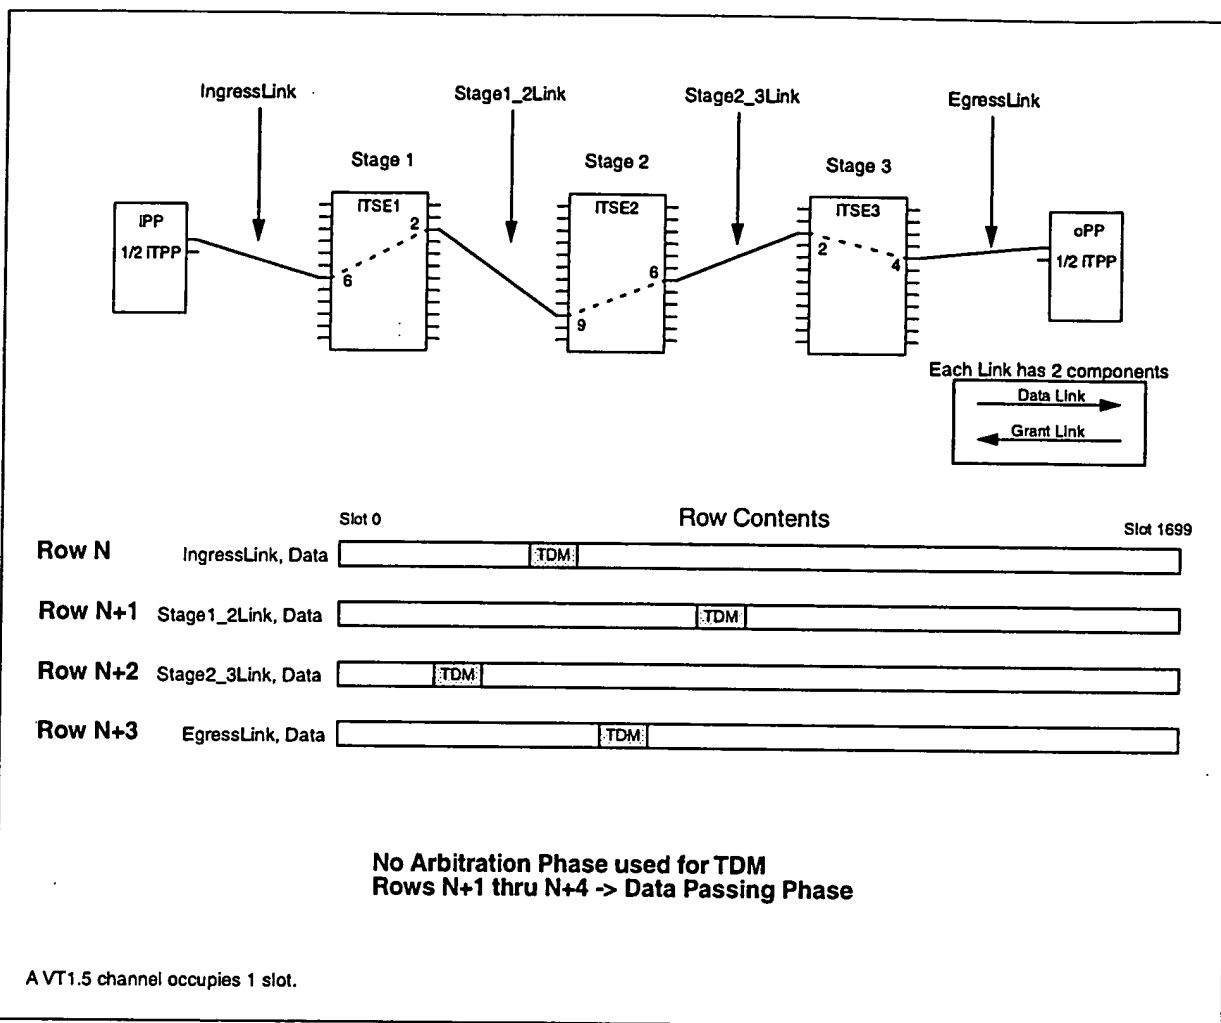 IngressLink
Stage1_2Link
Stage2_3Link
EgressLink
Stage 1
Stage 2
Stage 3
iPP
1/2 iTPP
ITSE1
2
6
ITSE2
6
9
ITSE3
2
4
oPP
1/2 iTPP
Each Link has 2 components
Data Link
Grant Link
Slot 0
Row Contents
Slot 1699
Row N
IngressLink, Data
TDM
Row N+1
Stage1_2Link, Data
TDM
Row N+2
Stage2_3Link, Data
TDM
Row N+3
EgressLink, Data
TDM
No Arbitration Phase used for TDM
Rows N+1 thru N+4 -> Data Passing Phase
A VT1.5 channel occupies 1 slot.